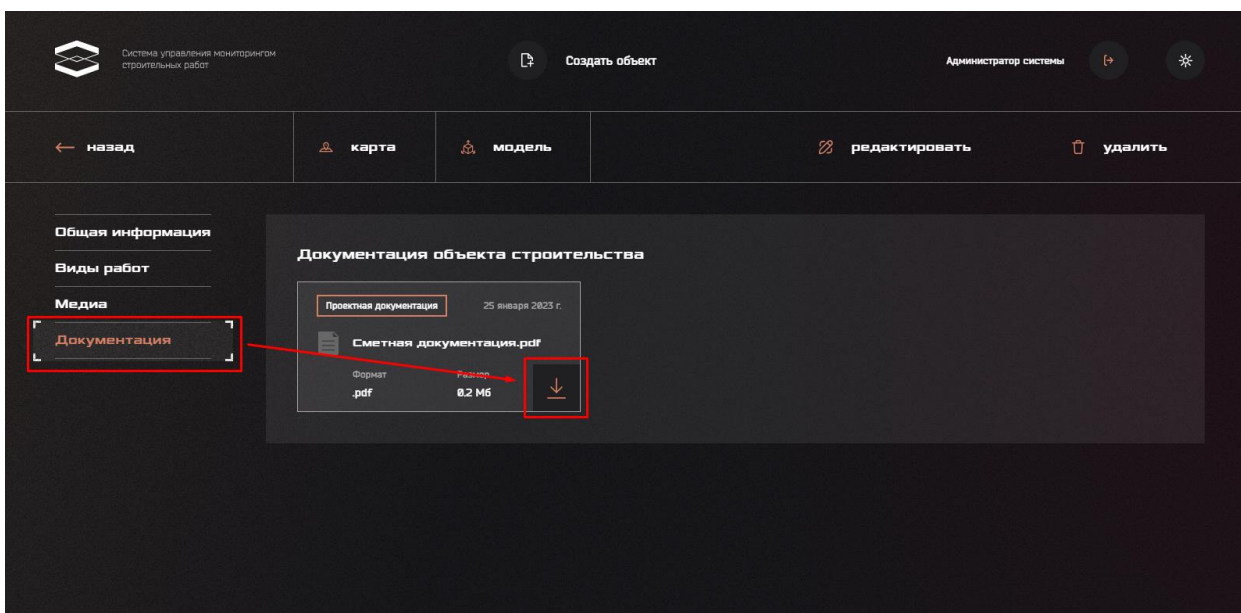 Система управления мониторингом
строительных работ
Создать объект
Администратор системы
назад
карта
модель
редактировать
удалить
Общая информация
Виды работ
Медиа
Документация
Документация объекта строительства
Проектная документация 25 января 2023 г.
Сметная документация.pdf
Формат Размер
.pdf 0.2 Мб